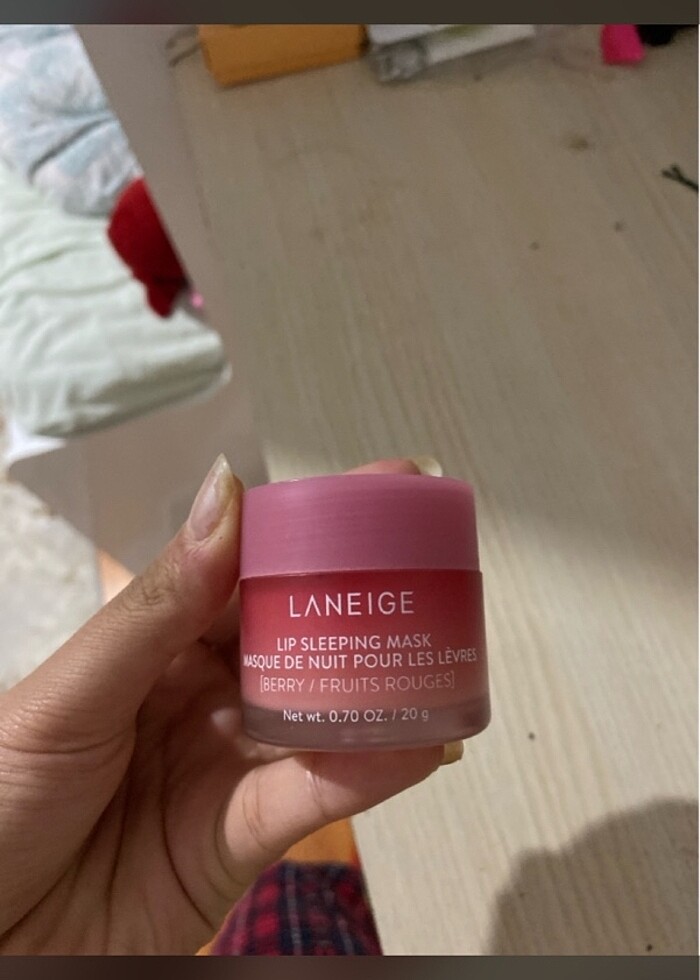 LANEIGE
LIP SLEEPING MASK
MASQUE DE NUIT POUR LES LÈVRES
[BERRY / FRUITS ROUGES]
Net wt. 0.70 OZ. / 20 g